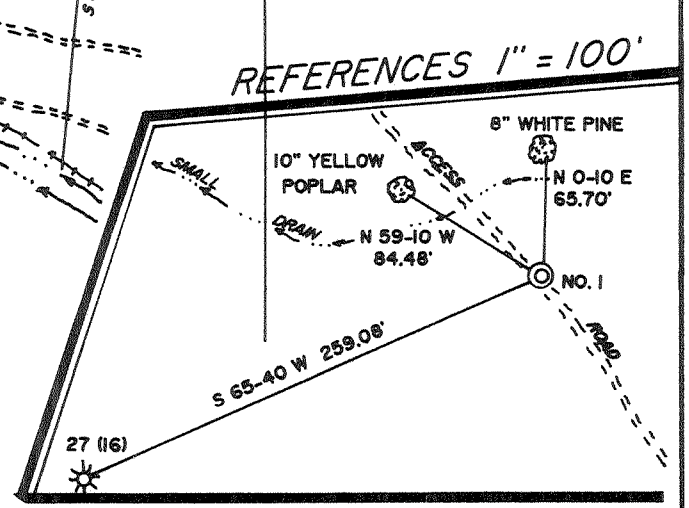 REFERENCES 1" = 100'
8" WHITE PINE
10" YELLOW
POPLAR
ACCESS
SMALL
N 0-10 E
65.70'
DRAIN
N 59-10 W
84.48'
NO. 1
ROAD
S 65-40 W 259.08'
27 (16)